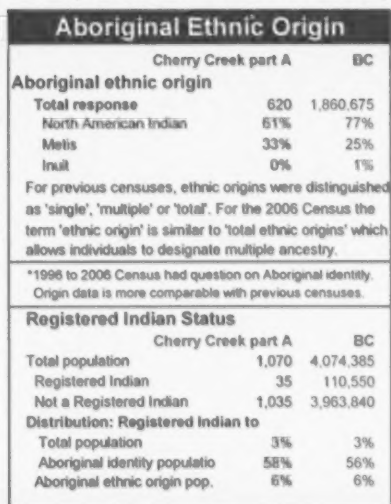 Aboriginal Ethnic Origin
Cherry Creek part A BC
Aboriginal ethnic origin
Total response 620 1,860,675
North American Indian 61% 77%
Metis 33% 25%
Inuit 0% 1%
For previous censuses, ethnic origins were distinguished
as 'single', 'multiple' or 'total'. For the 2006 Census the
term 'ethnic origin' is similar to 'total ethnic origins' which
allows individuals to designate multiple ancestry.
*1996 to 2006 Census had question on Aboriginal identity.
Origin data is more comparable with previous censuses.
Registered Indian Status
Cherry Creek part A BC
Total population 1,070 4,074,385
Registered Indian 35 110,550
Not a Registered Indian 1,035 3,963,840
Distribution: Registered Indian to
Total population 3% 3%
Aboriginal identity populatio 58% 56%
Aboriginal ethnic origin pop. 6% 6%